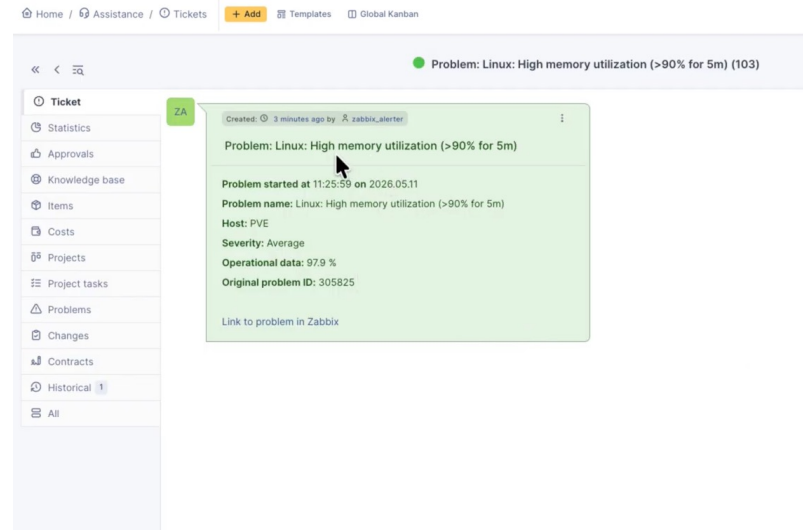 Home / Assistance / Tickets + Add Templates Global Kanban
Problem: Linux: High memory utilization (>90% for 5m) (103)
Ticket
Statistics
Approvals
Knowledge base
Items
Costs
Projects
Project tasks
Problems
Changes
Contracts
Historical 1
All
ZA
Created: 3 minutes ago by zabbix_alerter
Problem: Linux: High memory utilization (>90% for 5m)
Problem started at 11:25:59 on 2026.05.11
Problem name: Linux: High memory utilization (>90% for 5m)
Host: PVE
Severity: Average
Operational data: 97.9 %
Original problem ID: 305825
Link to problem in Zabbix